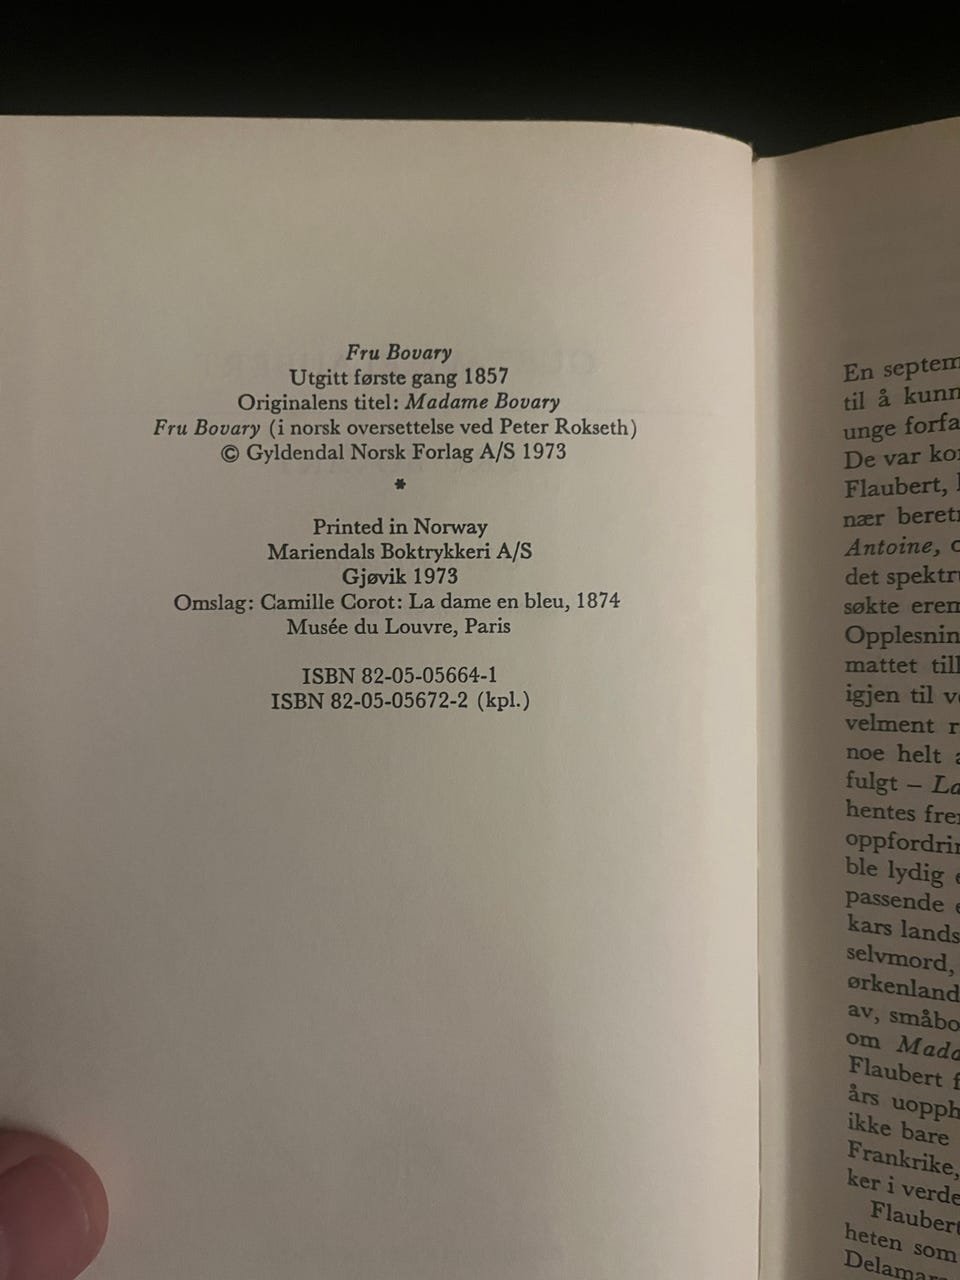 Fru Bovary
Utgitt første gang 1857
Originalens titel: Madame Bovary
Fru Bovary (i norsk oversettelse ved Peter Rokseth)
© Gyldendal Norsk Forlag A/S 1973
*
Printed in Norway
Mariendals Boktrykkeri A/S
Gjøvik 1973
Omslag: Camille Corot: La dame en bleu, 1874
Musée du Louvre, Paris
ISBN 82-05-05664-1
ISBN 82-05-05672-2 (kpl.)
En septem
til å kunn
unge forfa
De var ko
Flaubert,
nær beret
Antoine,
det spektr
søkte erem
Opplesnin
mattet till
igjen til v
velment r
noe helt
fulgt – La
hentes fre
oppfordrin
ble lydig
passende
kars lands
selvmord,
ørkenland
av, småbo
om Mada
Flaubert f
års uopph
ikke bare
Frankrike,
ker i verde
Flaubert
heten som
Delamar